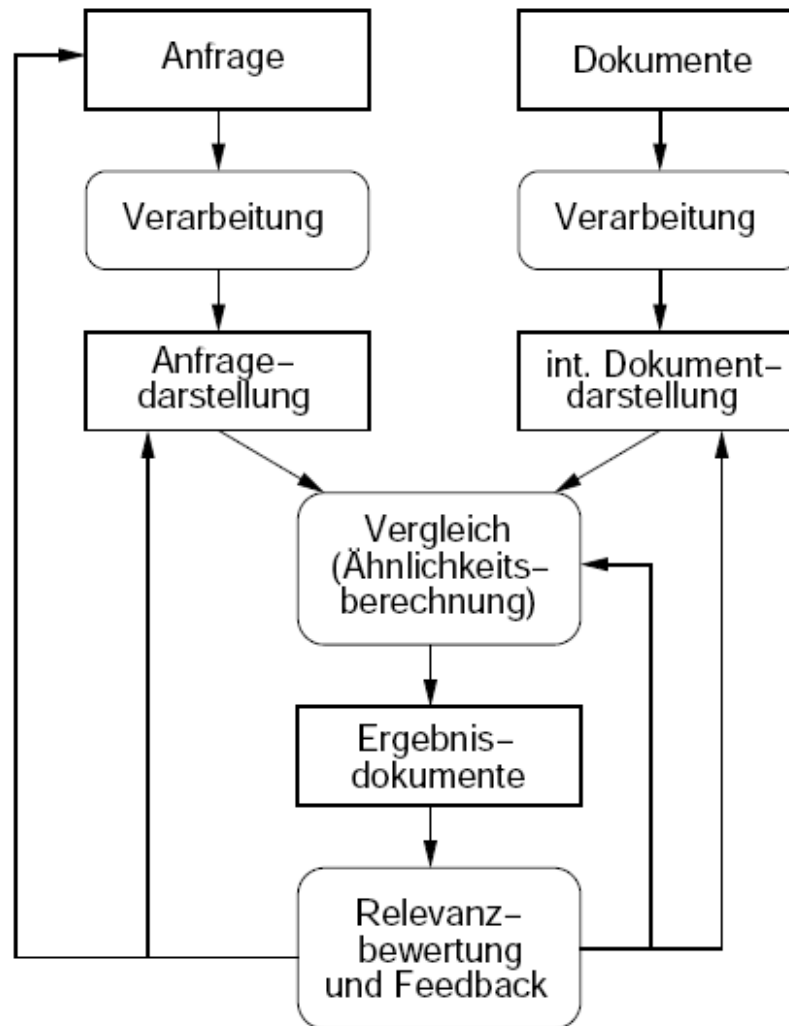 Anfrage
Dokumente
Verarbeitung
Verarbeitung
Anfrage-
darstellung
int. Dokument-
darstellung
Vergleich
(Ähnlichkeits-
berechnung)
Ergebnis-
dokumente
Relevanz-
bewertung
und Feedback